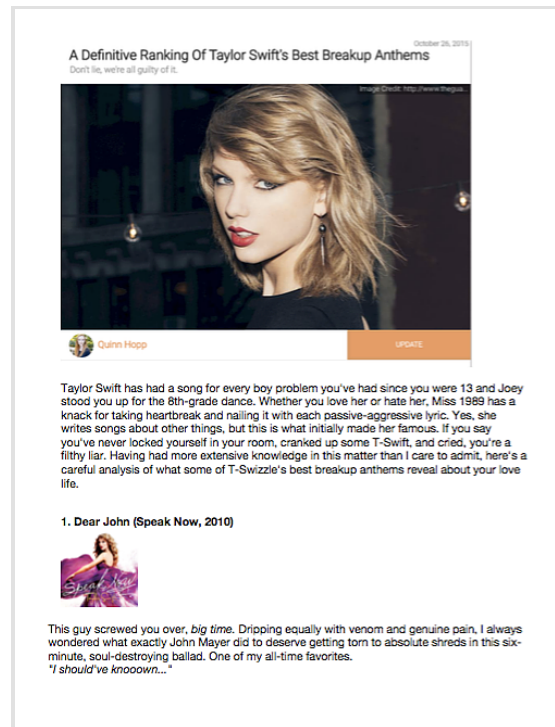 October 26, 2015
A Definitive Ranking Of Taylor Swift's Best Breakup Anthems
Don't lie, we're all guilty of it.
Image Credit: http://www.thegua...
Quinn Hopp
UPDATE
Taylor Swift has had a song for every boy problem you've had since you were 13 and Joey
stood you up for the 8th-grade dance. Whether you love her or hate her, Miss 1989 has a
knack for taking heartbreak and nailing it with each passive-aggressive lyric. Yes, she
writes songs about other things, but this is what initially made her famous. If you say
you've never locked yourself in your room, cranked up some T-Swift, and cried, you're a
filthy liar. Having had more extensive knowledge in this matter than I care to admit, here's a
careful analysis of what some of T-Swizzle's best breakup anthems reveal about your love
life.
1. Dear John (Speak Now, 2010)
Speak Now
This guy screwed you over, big time. Dripping equally with venom and genuine pain, I always
wondered what exactly John Mayer did to deserve getting torn to absolute shreds in this six-
minute, soul-destroying ballad. One of my all-time favorites.
"I should've knooown..."